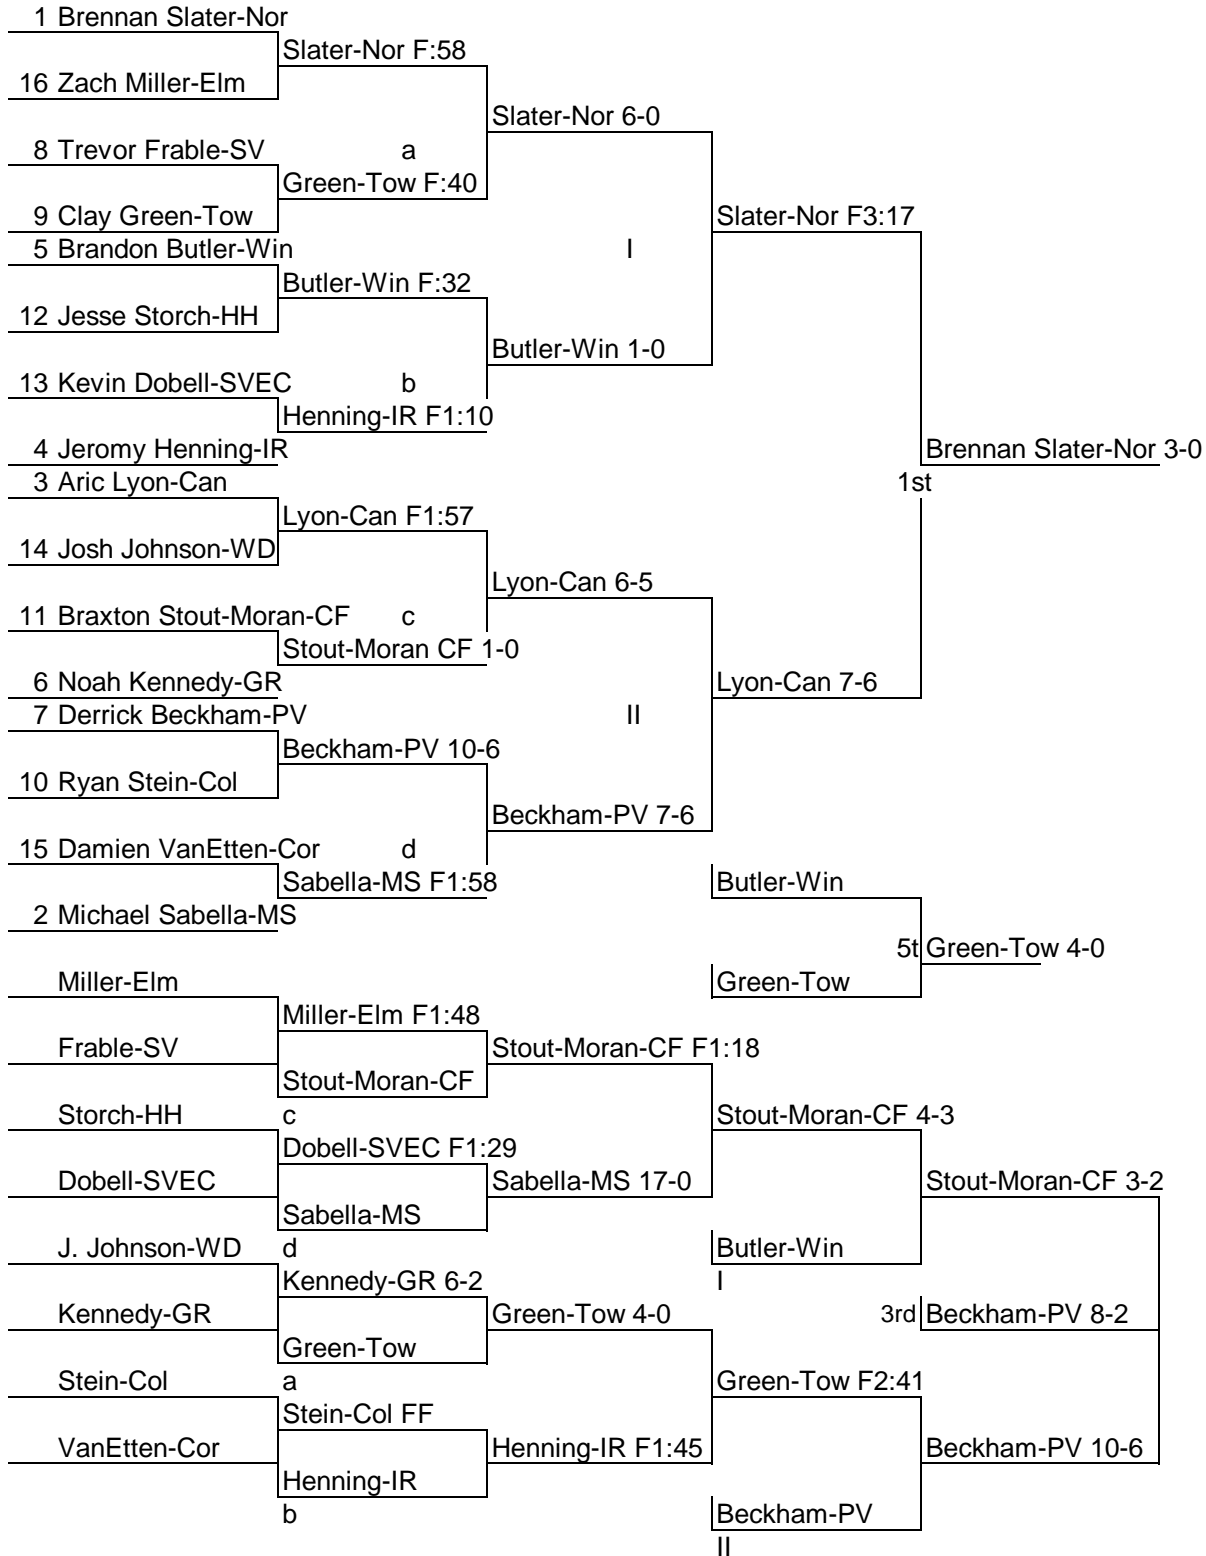 1 Brennan Slater-Nor
Slater-Nor F:58
16 Zach Miller-Elm
Slater-Nor 6-0
8 Trevor Frable-SV a
Green-Tow F:40
9 Clay Green-Tow Slater-Nor F3:17
5 Brandon Butler-Win I
Butler-Win F:32
12 Jesse Storch-HH
Butler-Win 1-0
13 Kevin Dobell-SVEC b
Henning-IR F1:10
4 Jeromy Henning-IR Brennan Slater-Nor 3-0
3 Aric Lyon-Can 1st
Lyon-Can F1:57
14 Josh Johnson-WD
Lyon-Can 6-5
11 Braxton Stout-Moran-CF c
Stout-Moran CF 1-0
6 Noah Kennedy-GR Lyon-Can 7-6
7 Derrick Beckham-PV II
Beckham-PV 10-6
10 Ryan Stein-Col
Beckham-PV 7-6
15 Damien VanEtten-Cor d
Sabella-MS F1:58 Butler-Win
2 Michael Sabella-MS
5t Green-Tow 4-0
Miller-Elm Green-Tow
Miller-Elm F1:48
Frable-SV Stout-Moran-CF F1:18
Stout-Moran-CF
Storch-HH c Stout-Moran-CF 4-3
Dobell-SVEC F1:29
Dobell-SVEC Sabella-MS 17-0 Stout-Moran-CF 3-2
Sabella-MS
J. Johnson-WD d Butler-Win
Kennedy-GR 6-2 I
Kennedy-GR Green-Tow 4-0 3rd Beckham-PV 8-2
Green-Tow
Stein-Col a Green-Tow F2:41
Stein-Col FF
VanEtten-Cor Henning-IR F1:45 Beckham-PV 10-6
Henning-IR
b Beckham-PV
II